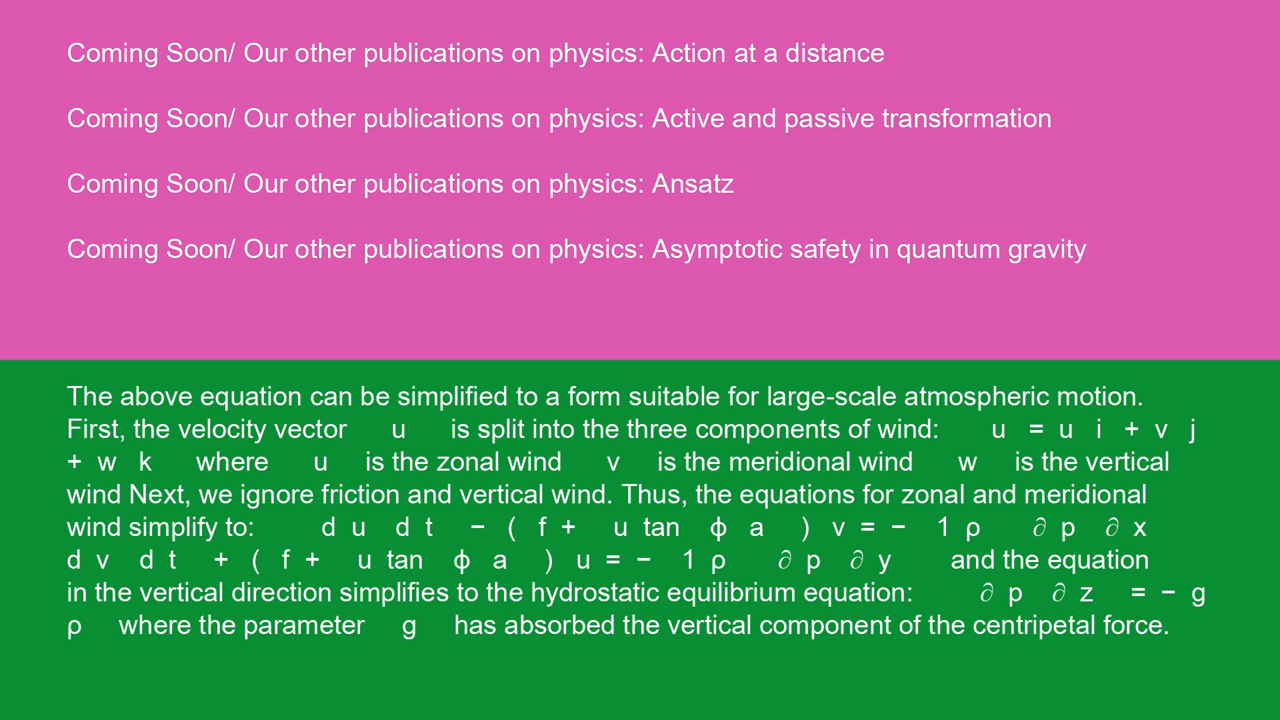 Coming Soon/ Our other publications on physics: Action at a distance
Coming Soon/ Our other publications on physics: Active and passive transformation
Coming Soon/ Our other publications on physics: Ansatz
Coming Soon/ Our other publications on physics: Asymptotic safety in quantum gravity
The above equation can be simplified to a form suitable for large-scale atmospheric motion.
First, the velocity vector u is split into the three components of wind: u = u i + v j
+ w k where u is the zonal wind v is the meridional wind w is the vertical
wind Next, we ignore friction and vertical wind. Thus, the equations for zonal and meridional
wind simplify to: d u d t − ( f + u tan ϕ a ) v = − 1 ρ ∂ p ∂ x
d v d t + ( f + u tan ϕ a ) u = − 1 ρ ∂ p ∂ y and the equation
in the vertical direction simplifies to the hydrostatic equilibrium equation: ∂ p ∂ z = − g
ρ where the parameter g has absorbed the vertical component of the centripetal force.